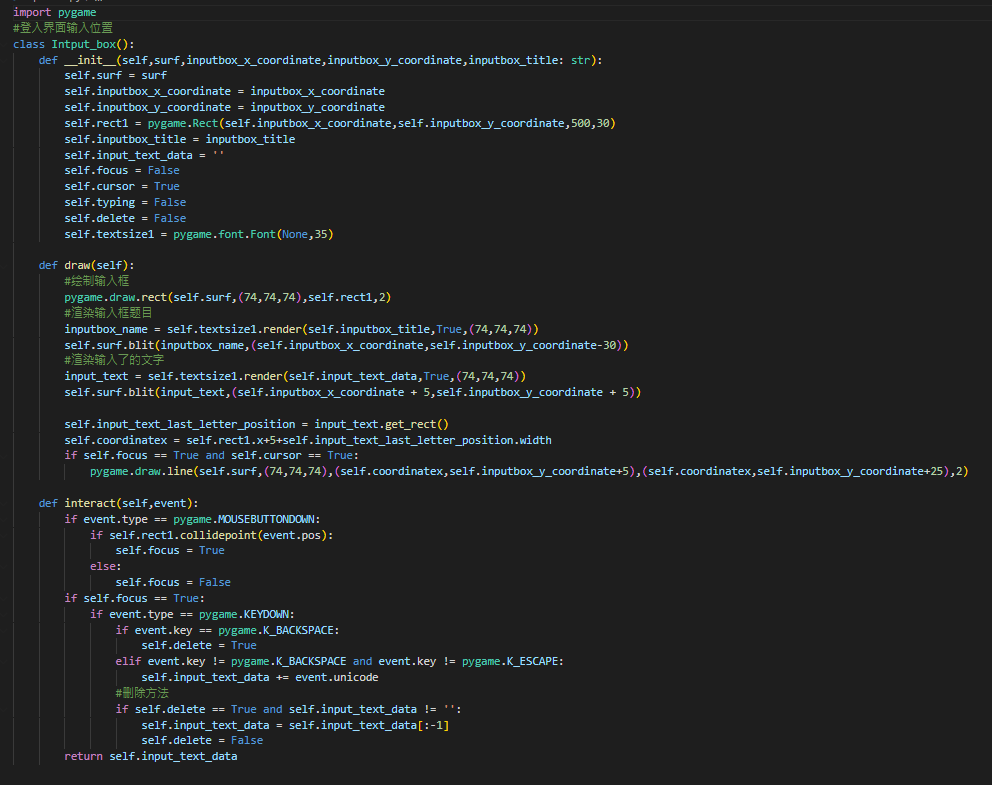 import pygame
#登入界面输入位置
class Intput_box():
    def __init__(self,surf,inputbox_x_coordinate,inputbox_y_coordinate,inputbox_title: str):
        self.surf = surf
        self.inputbox_x_coordinate = inputbox_x_coordinate
        self.inputbox_y_coordinate = inputbox_y_coordinate
        self.rect1 = pygame.Rect(self.inputbox_x_coordinate,self.inputbox_y_coordinate,500,30)
        self.inputbox_title = inputbox_title
        self.input_text_data = ''
        self.focus = False
        self.cursor = True
        self.typing = False
        self.delete = False
        self.textsize1 = pygame.font.Font(None,35)
    def draw(self):
        #绘制输入框
        pygame.draw.rect(self.surf,(74,74,74),self.rect1,2)
        #渲染输入框题目
        inputbox_name = self.textsize1.render(self.inputbox_title,True,(74,74,74))
        self.surf.blit(inputbox_name,(self.inputbox_x_coordinate,self.inputbox_y_coordinate-30))
        #渲染输入了的文字
        input_text = self.textsize1.render(self.input_text_data,True,(74,74,74))
        self.surf.blit(input_text,(self.inputbox_x_coordinate + 5,self.inputbox_y_coordinate + 5))
        self.input_text_last_letter_position = input_text.get_rect()
        self.coordinatex = self.rect1.x+5+self.input_text_last_letter_position.width
        if self.focus == True and self.cursor == True:
            pygame.draw.line(self.surf,(74,74,74),(self.coordinatex,self.inputbox_y_coordinate+5),(self.coordinatex,self.inputbox_y_coordinate+25),2)
    def interact(self,event):
        if event.type == pygame.MOUSEBUTTONDOWN:
            if self.rect1.collidepoint(event.pos):
                self.focus = True
            else:
                self.focus = False
        if self.focus == True:
            if event.type == pygame.KEYDOWN:
                if event.key == pygame.K_BACKSPACE:
                    self.delete = True
                elif event.key != pygame.K_BACKSPACE and event.key != pygame.K_ESCAPE:
                    self.input_text_data += event.unicode
                #删除方法
                if self.delete == True and self.input_text_data != '':
                    self.input_text_data = self.input_text_data[:-1]
                    self.delete = False
        return self.input_text_data